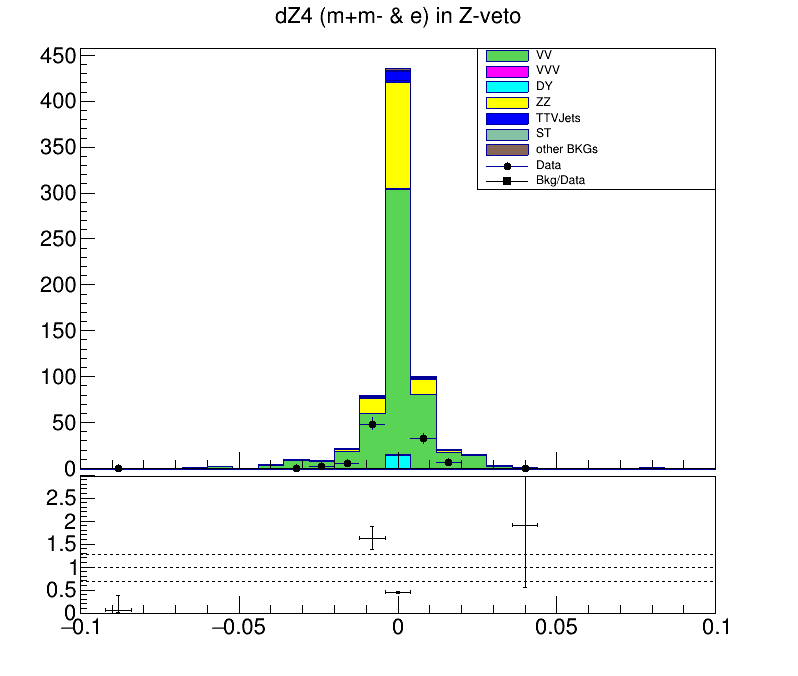 dZ4 (m+m- & e) in Z-veto
450
400
350
300
250
200
150
100
50
0
VV
VVV
DY
ZZ
TTVJets
ST
other BKGs
Data
Bkg/Data
2.5
2
1.5
1
0.5
0
−0.1 −0.05 0 0.05 0.1